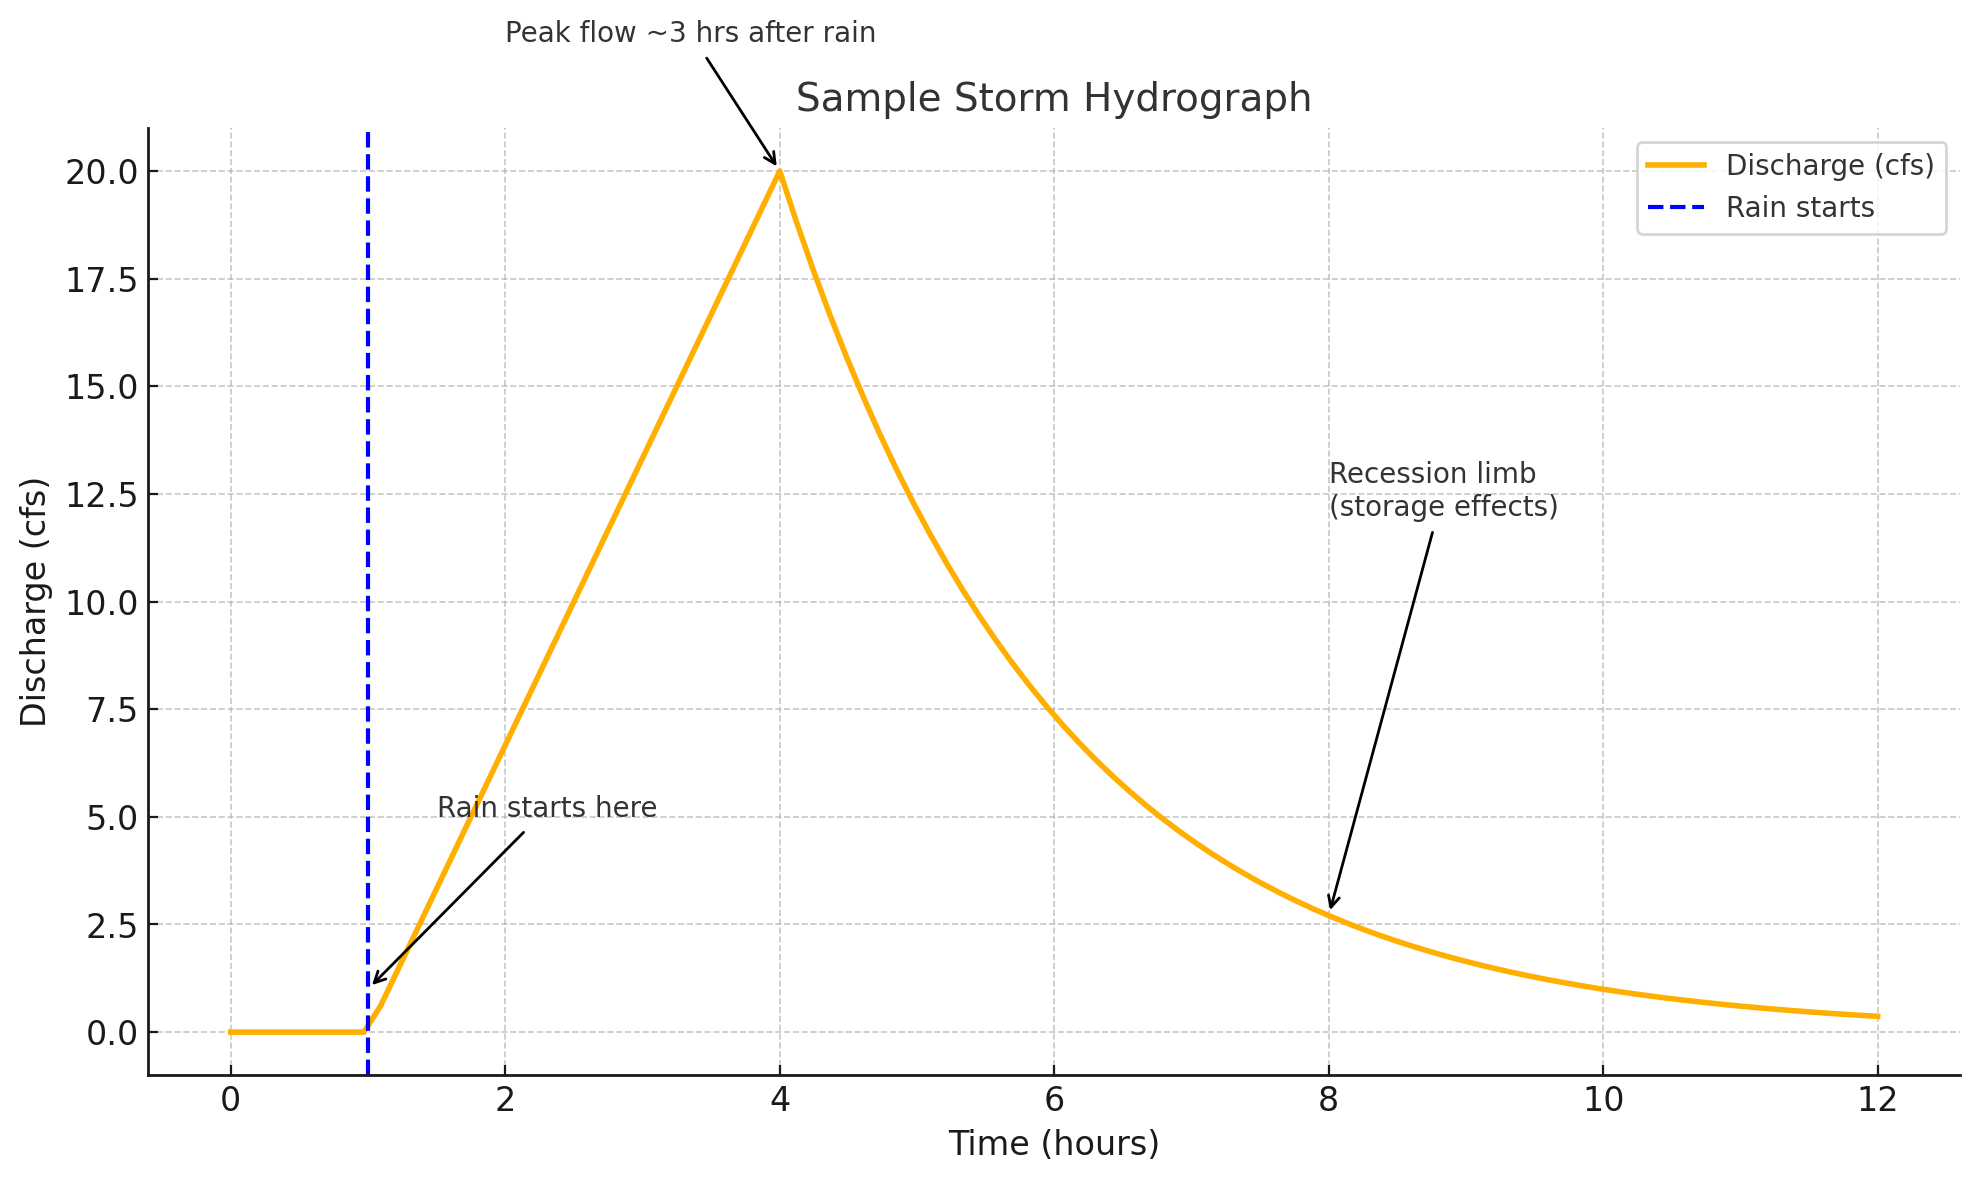 Peak flow ~3 hrs after rain
Sample Storm Hydrograph
Discharge (cfs)
Rain starts
20.0
17.5
15.0
12.5
10.0
7.5
5.0
2.5
0.0
Discharge (cfs)
Recession limb
(storage effects)
Rain starts here
0 2 4 6 8 10 12
Time (hours)